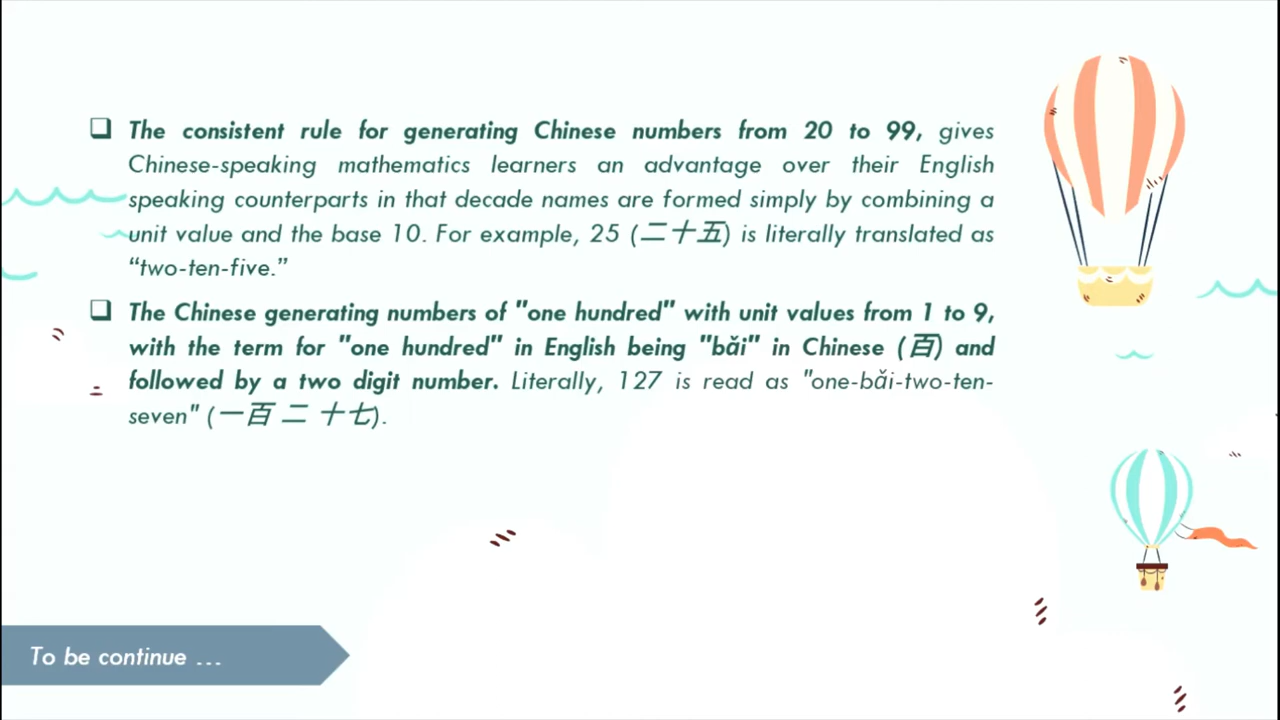 ❑ The consistent rule for generating Chinese numbers from 20 to 99, gives
Chinese-speaking mathematics learners an advantage over their English
speaking counterparts in that decade names are formed simply by combining a
unit value and the base 10. For example, 25 (二十五) is literally translated as
“two-ten-five.”
❑ The Chinese generating numbers of "one hundred" with unit values from 1 to 9,
with the term for "one hundred" in English being "bǎi" in Chinese (百) and
followed by a two digit number. Literally, 127 is read as "one-bǎi-two-ten-
seven" (一百 二 十七).
To be continue …